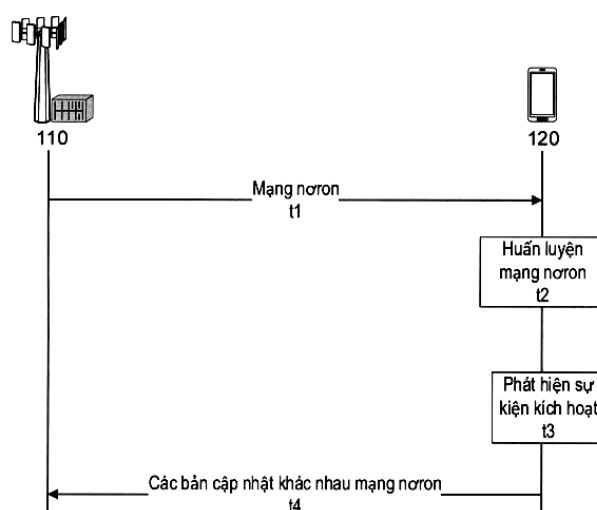 110
120
Mạng nơron
t1
Huấn luyện
mạng nơron
t2
Phát hiện sự
kiện kích hoạt
t3
Các bản cập nhật khác nhau mạng nơron
t4